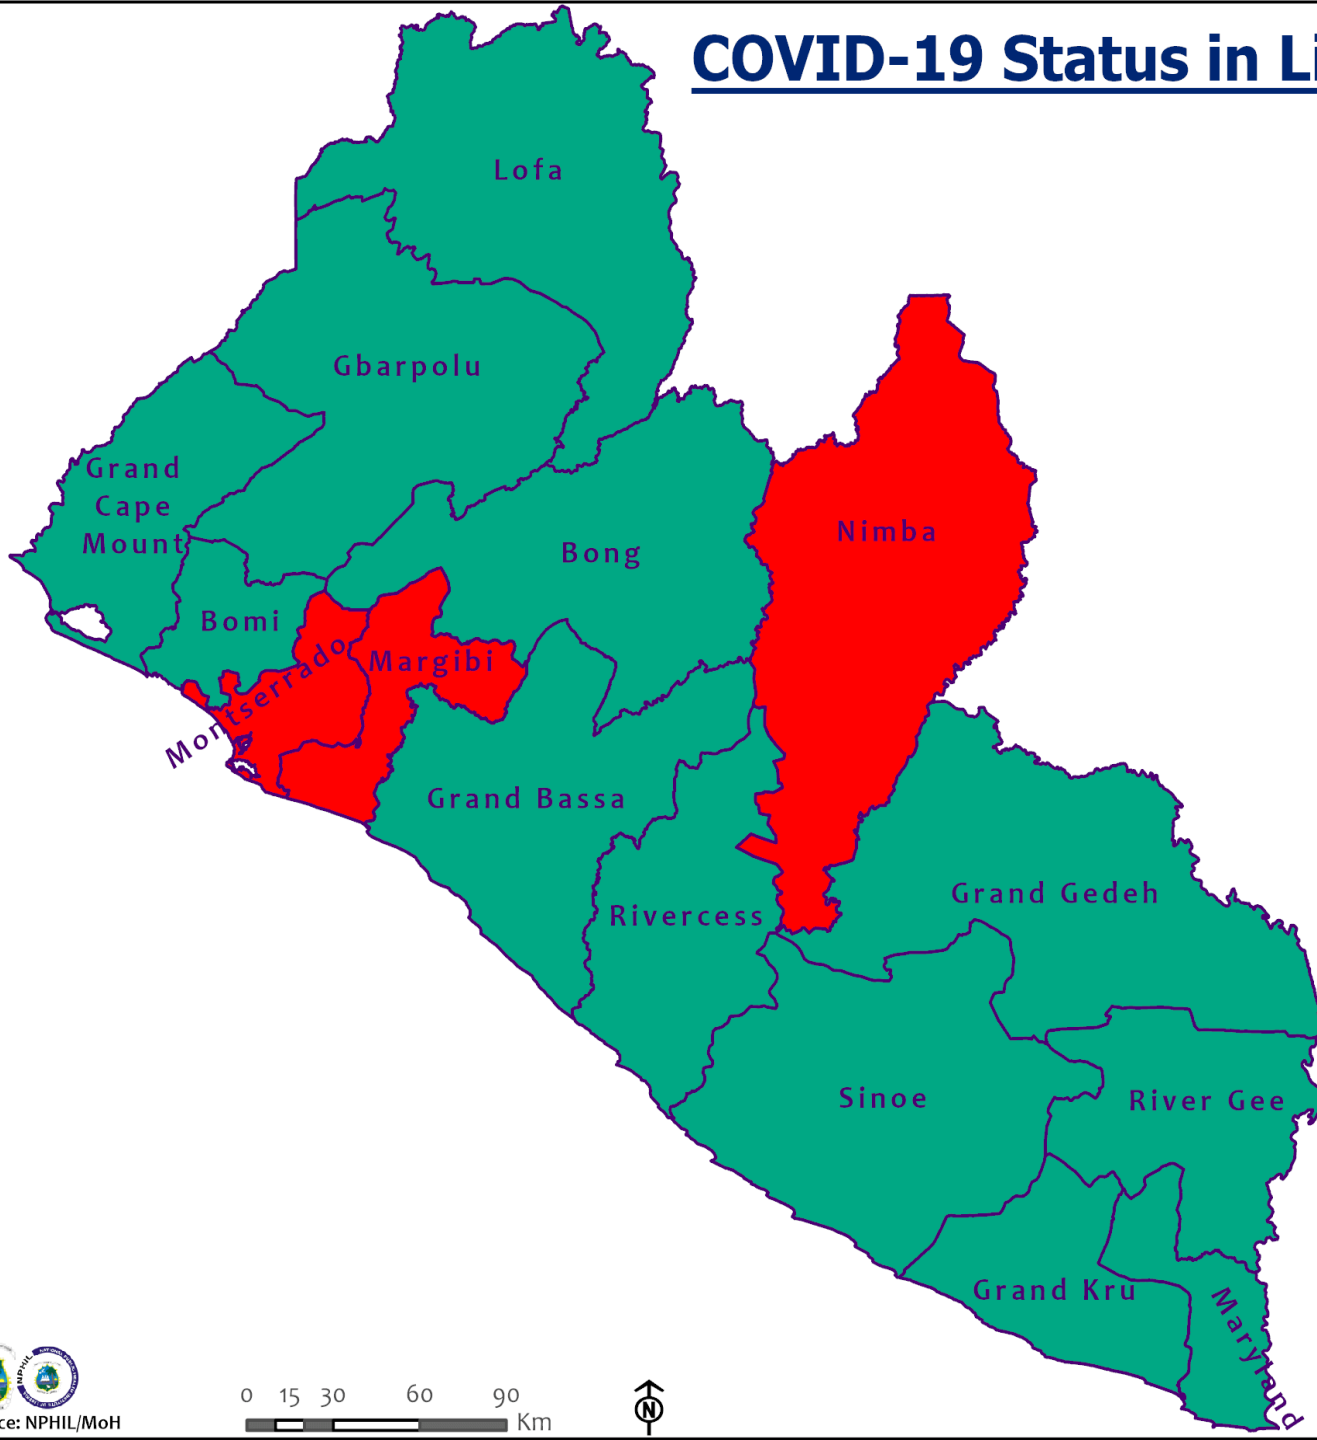 COVID-19 Status in Li
Lofa
Gbarpolu
Grand
Cape
Mount
Nimba
Bong
Bomi
Margibi
Montserrado
Grand Bassa
Grand Gedeh
Rivercess
Sinoe
River Gee
Grand Kru
Maryland
NPHIL
0 15 30 60 90
Km
N
ce: NPHIL/MoH